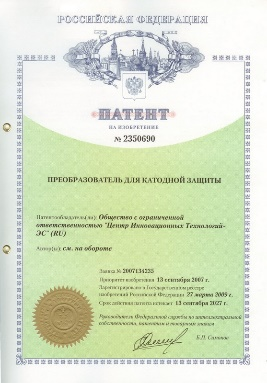 РОССИЙСКАЯ ФЕДЕРАЦИЯ
ПАТЕНТ
НА ИЗОБРЕТЕНИЕ
№ 2350690
ПРЕОБРАЗОВАТЕЛЬ ДЛЯ КАТОДНОЙ ЗАЩИТЫ
Патентообладатель(ли): Общество с ограниченной
ответственностью "Центр Инновационных Технологий-
ЭС" (RU)
Автор(ы): см. на обороте
Заявка № 2007134233
Приоритет изобретения 13 сентября 2007 г.
Зарегистрировано в Государственном реестре
изобретений Российской Федерации 27 марта 2009 г.
Срок действия патента истекает 13 сентября 2027 г.
Руководитель Федеральной службы по интеллектуальной
собственности, патентам и товарным знакам
Б.П. Симонов